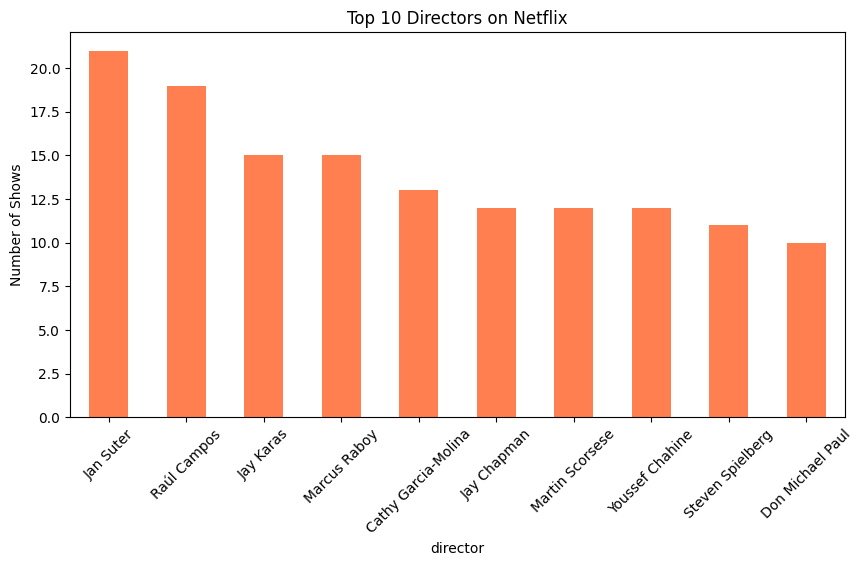 Top 10 Directors on Netflix
Number of Shows
20.0
17.5
15.0
12.5
10.0
7.5
5.0
2.5
0.0
Jan Suter
Raúl Campos
Jay Karas
Marcus Raboy
Cathy Garcia-Molina
Jay Chapman
Martin Scorsese
Youssef Chahine
Steven Spielberg
Don Michael Paul
director